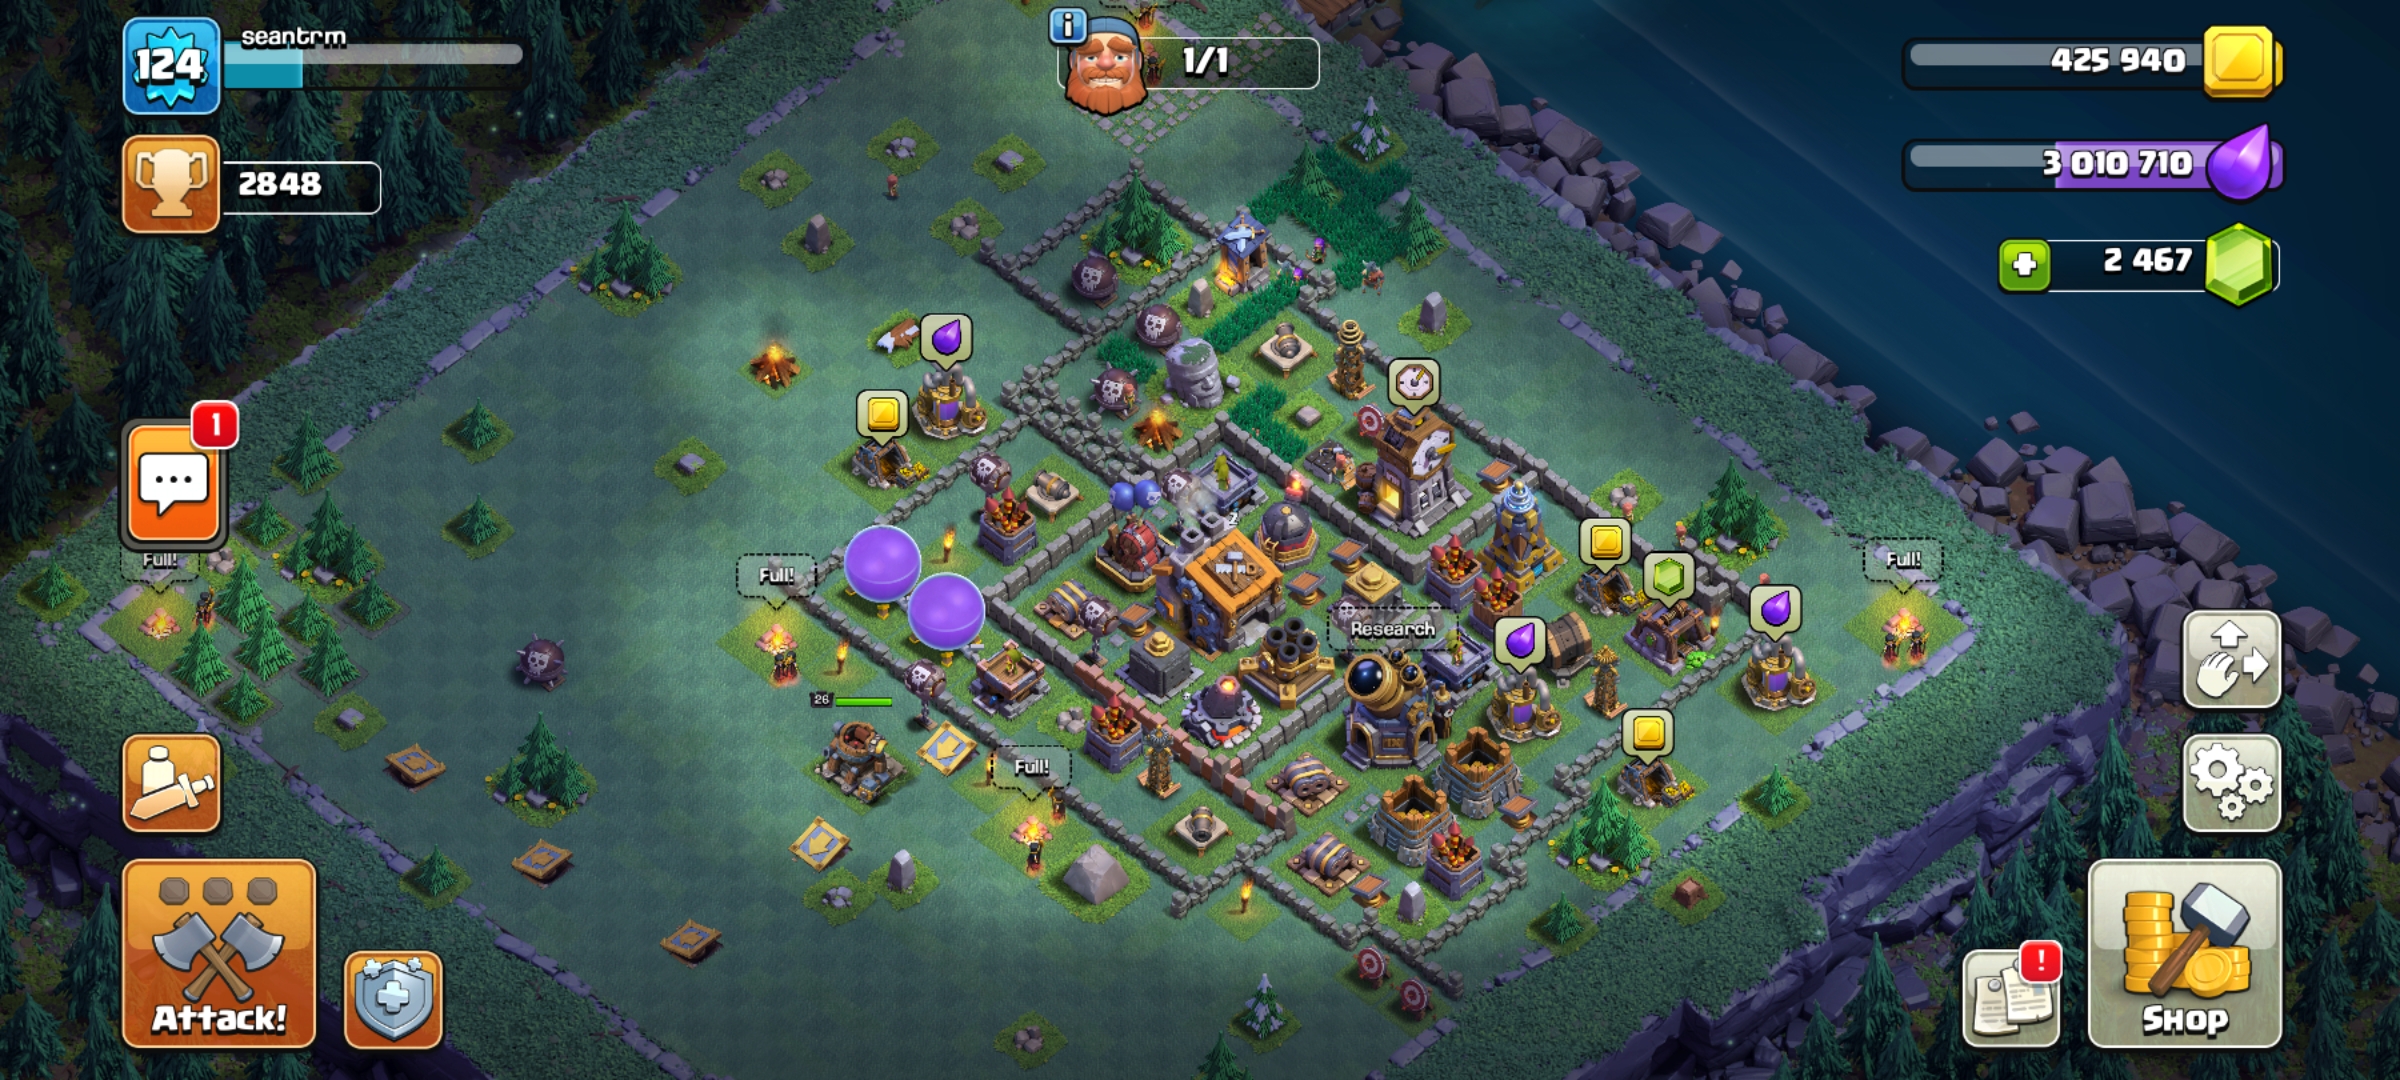 124
seantrm
i
1/1
425 940
2848
3 010 710
2 467
1
Full!
Full!
Full!
2
Research
26
Full!
Attack!
!
Shop